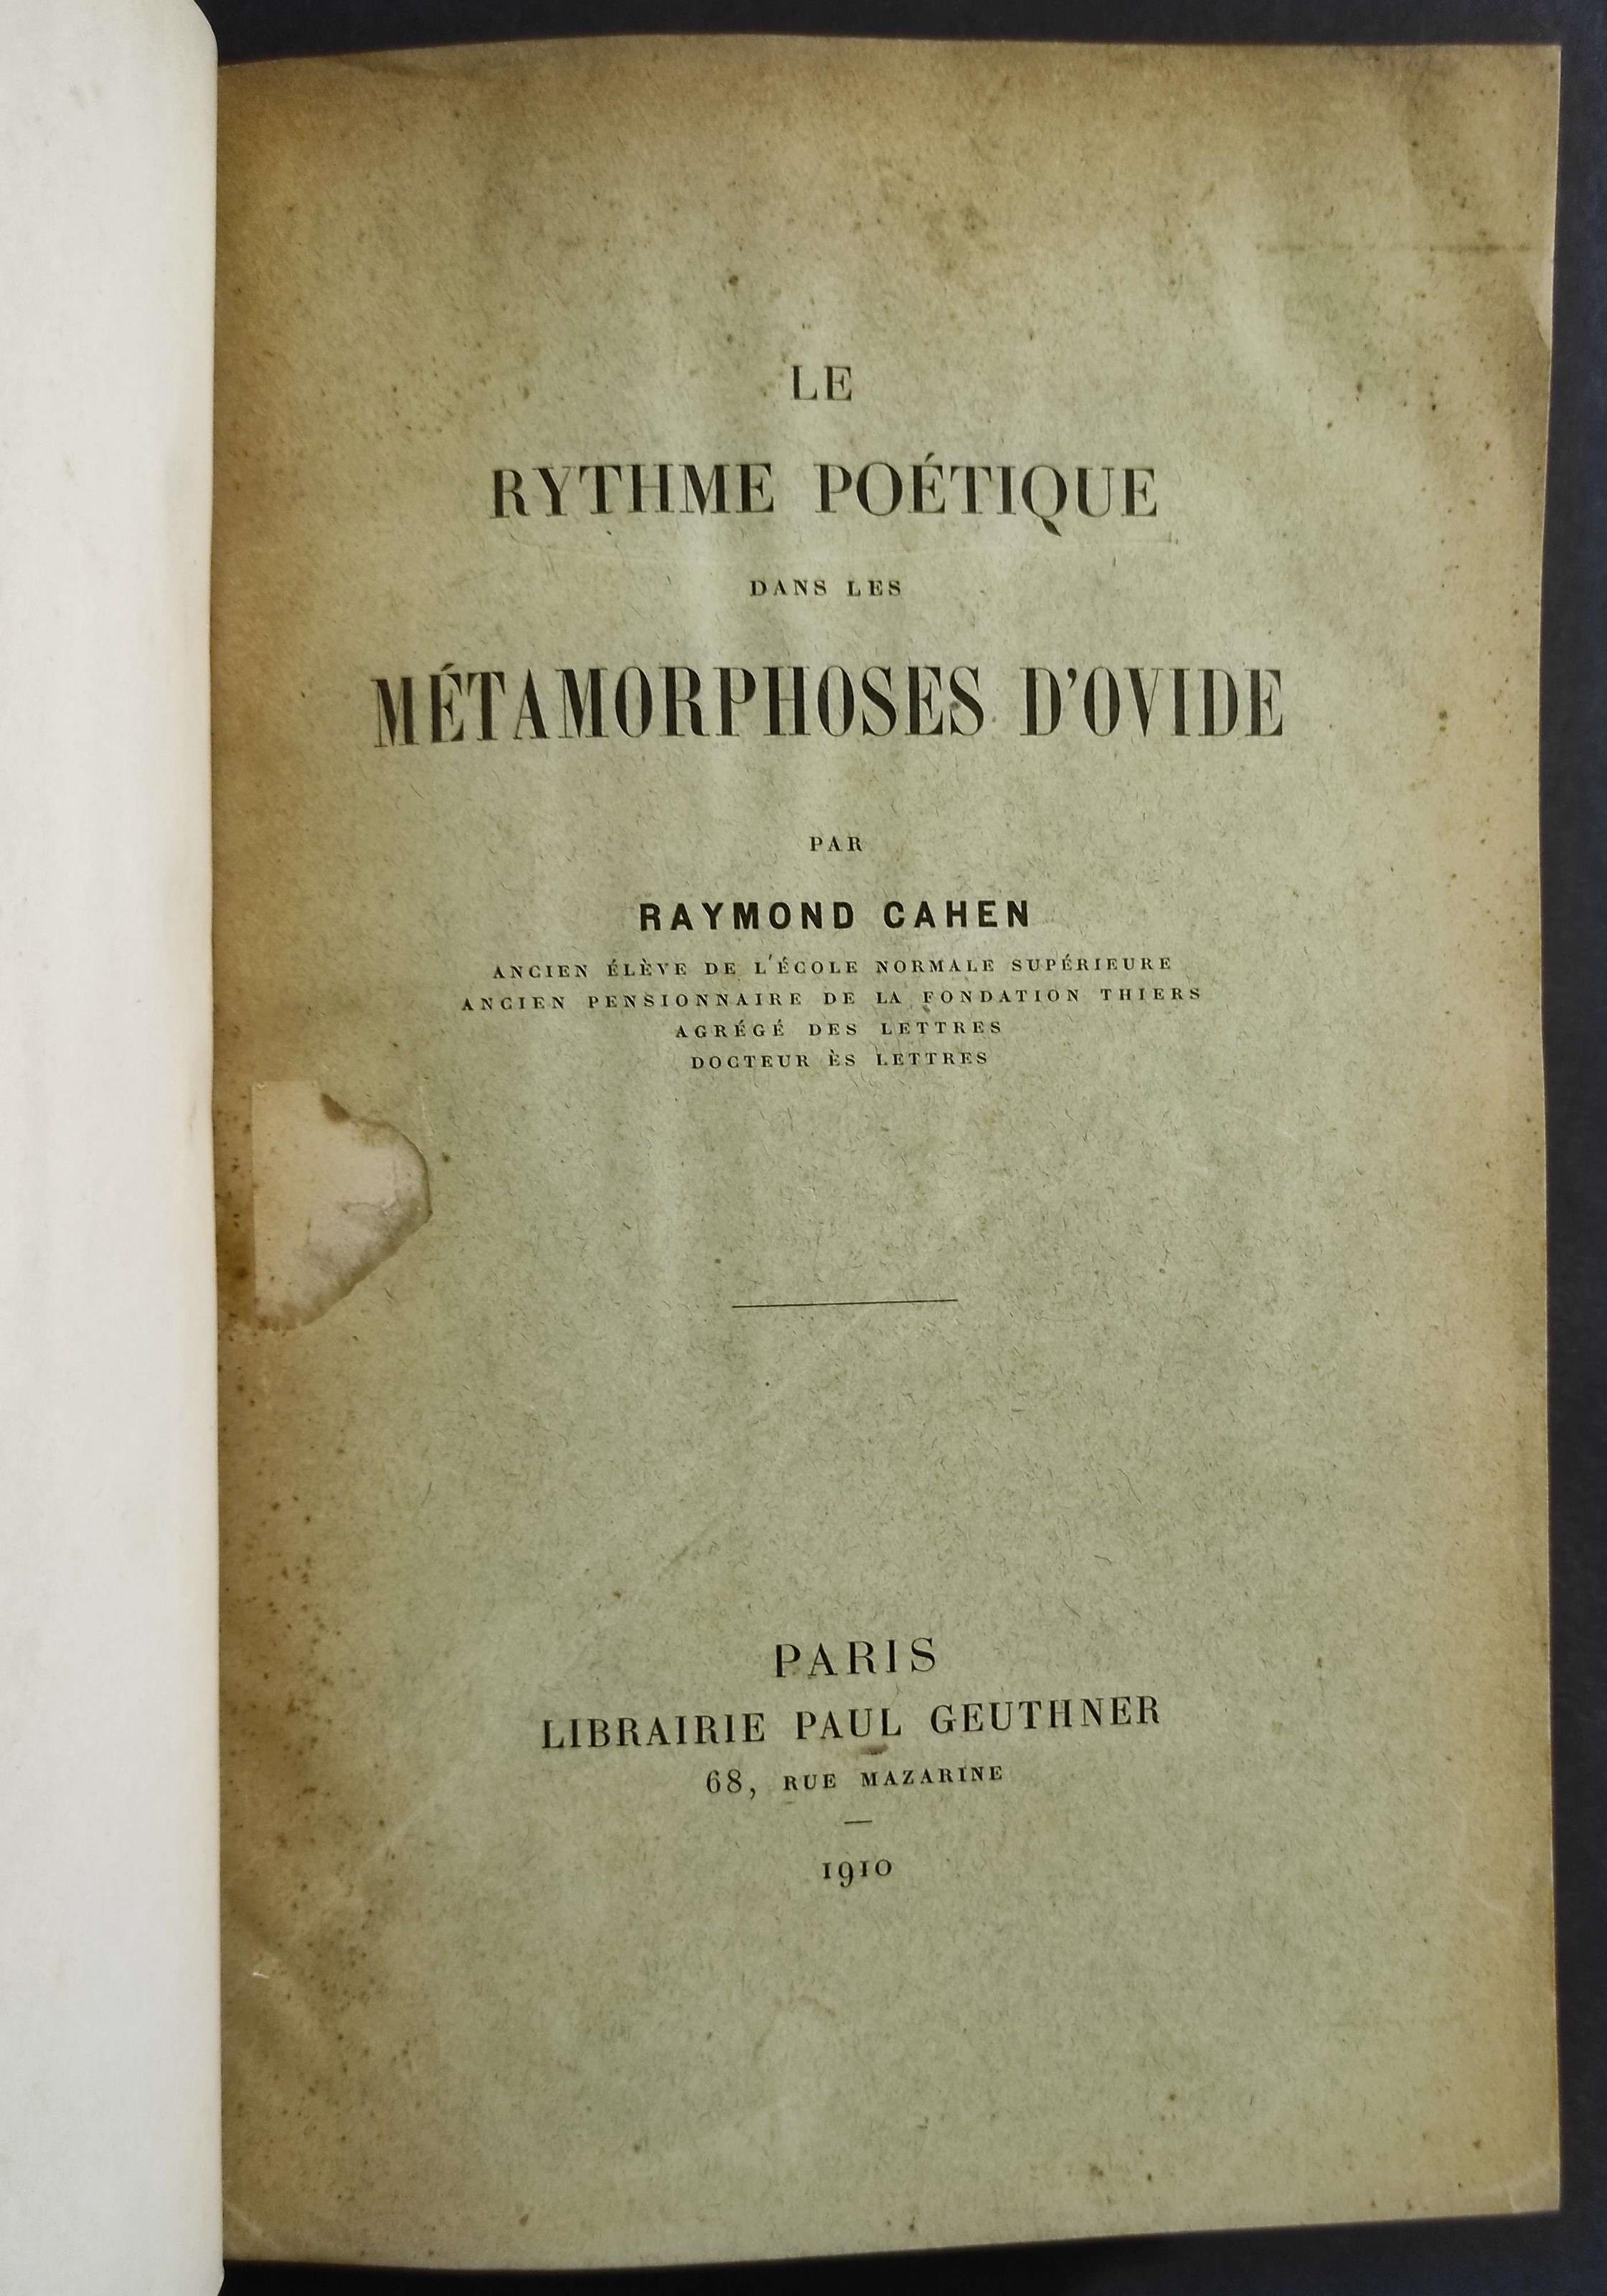 LE
RYTHME POÉTIQUE
DANS LES
MÉTAMORPHOSES D'OVIDE
PAR
RAYMOND CAHEN
ANCIEN ÉLÈVE DE L'ÉCOLE NORMALE SUPÉRIEURE
ANCIEN PENSIONNAIRE DE LA FONDATION THIERS
AGRÉGÉ DES LETTRES
DOCTEUR ÈS LETTRES
PARIS
LIBRAIRIE PAUL GEUTHNER
68, RUE MAZARINE
1910